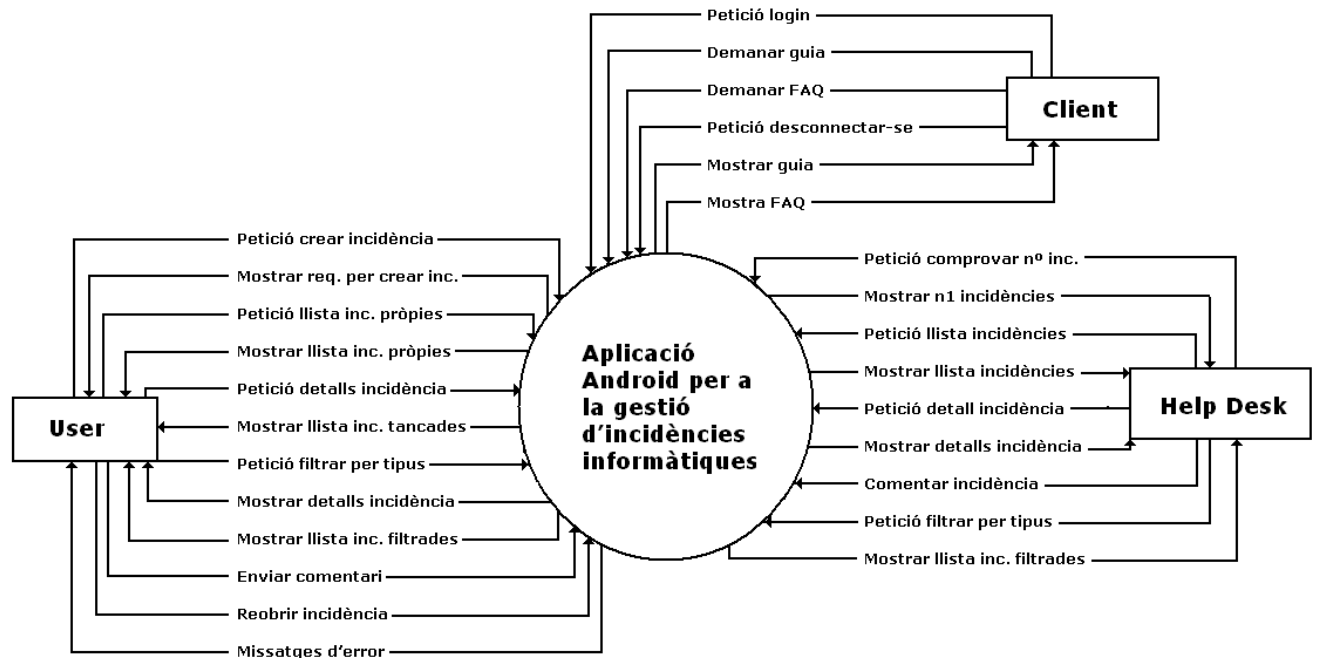 Petició login
Demanar guia
Demanar FAQ
Petició desconnectar-se
Mostrar guia
Mostra FAQ
Client
Petició crear incidència
Mostrar req. per crear inc.
Petició llista inc. pròpies
Mostrar llista inc. pròpies
Petició detalls incidència
Mostrar llista inc. tancades
Petició filtrar per tipus
Mostrar detalls incidència
Mostrar llista inc. filtrades
Enviar comentari
Reobrir incidència
Missatges d'error
User
Aplicació
Android per a
la gestió
d'incidències
informàtiques
Petició comprovar nº inc.
Mostrar n1 incidències
Petició llista incidències
Mostrar llista incidències
Petició detall incidència
Mostrar detalls incidència
Comentar incidència
Petició filtrar per tipus
Mostrar llista inc. filtrades
Help Desk